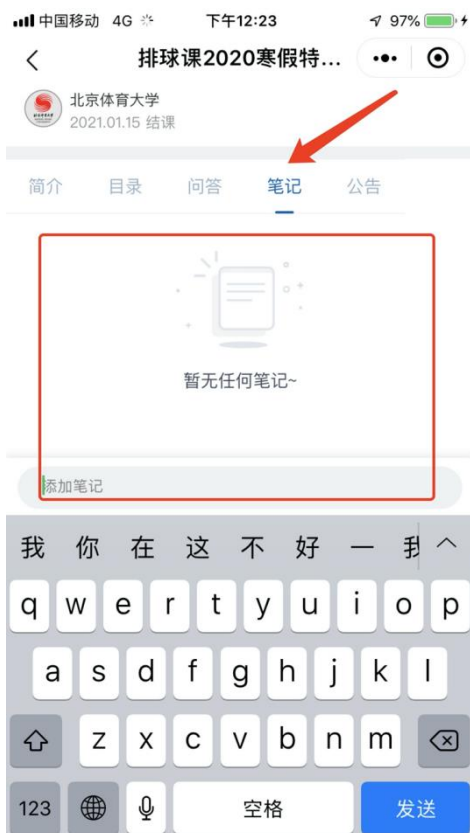 中国移动 4G 下午12:23 97%
排球课2020寒假特...
北京体育大学
2021.01.15 结课
简介 目录 问答 笔记 公告
暂无任何笔记~
添加笔记
我 你 在 这 不 好 一
q w e r t y u i o p
a s d f g h j k l
z x c v b n m
123 空格 发送